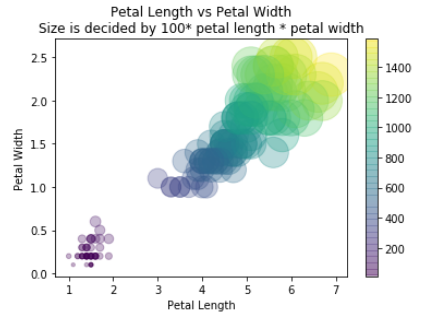 Petal Length vs Petal Width
Size is decided by 100* petal length * petal width
2.5
2.0
1.5
1.0
0.5
0.0
Petal Width
1 2 3 4 5 6 7
Petal Length
1400
1200
1000
800
600
400
200